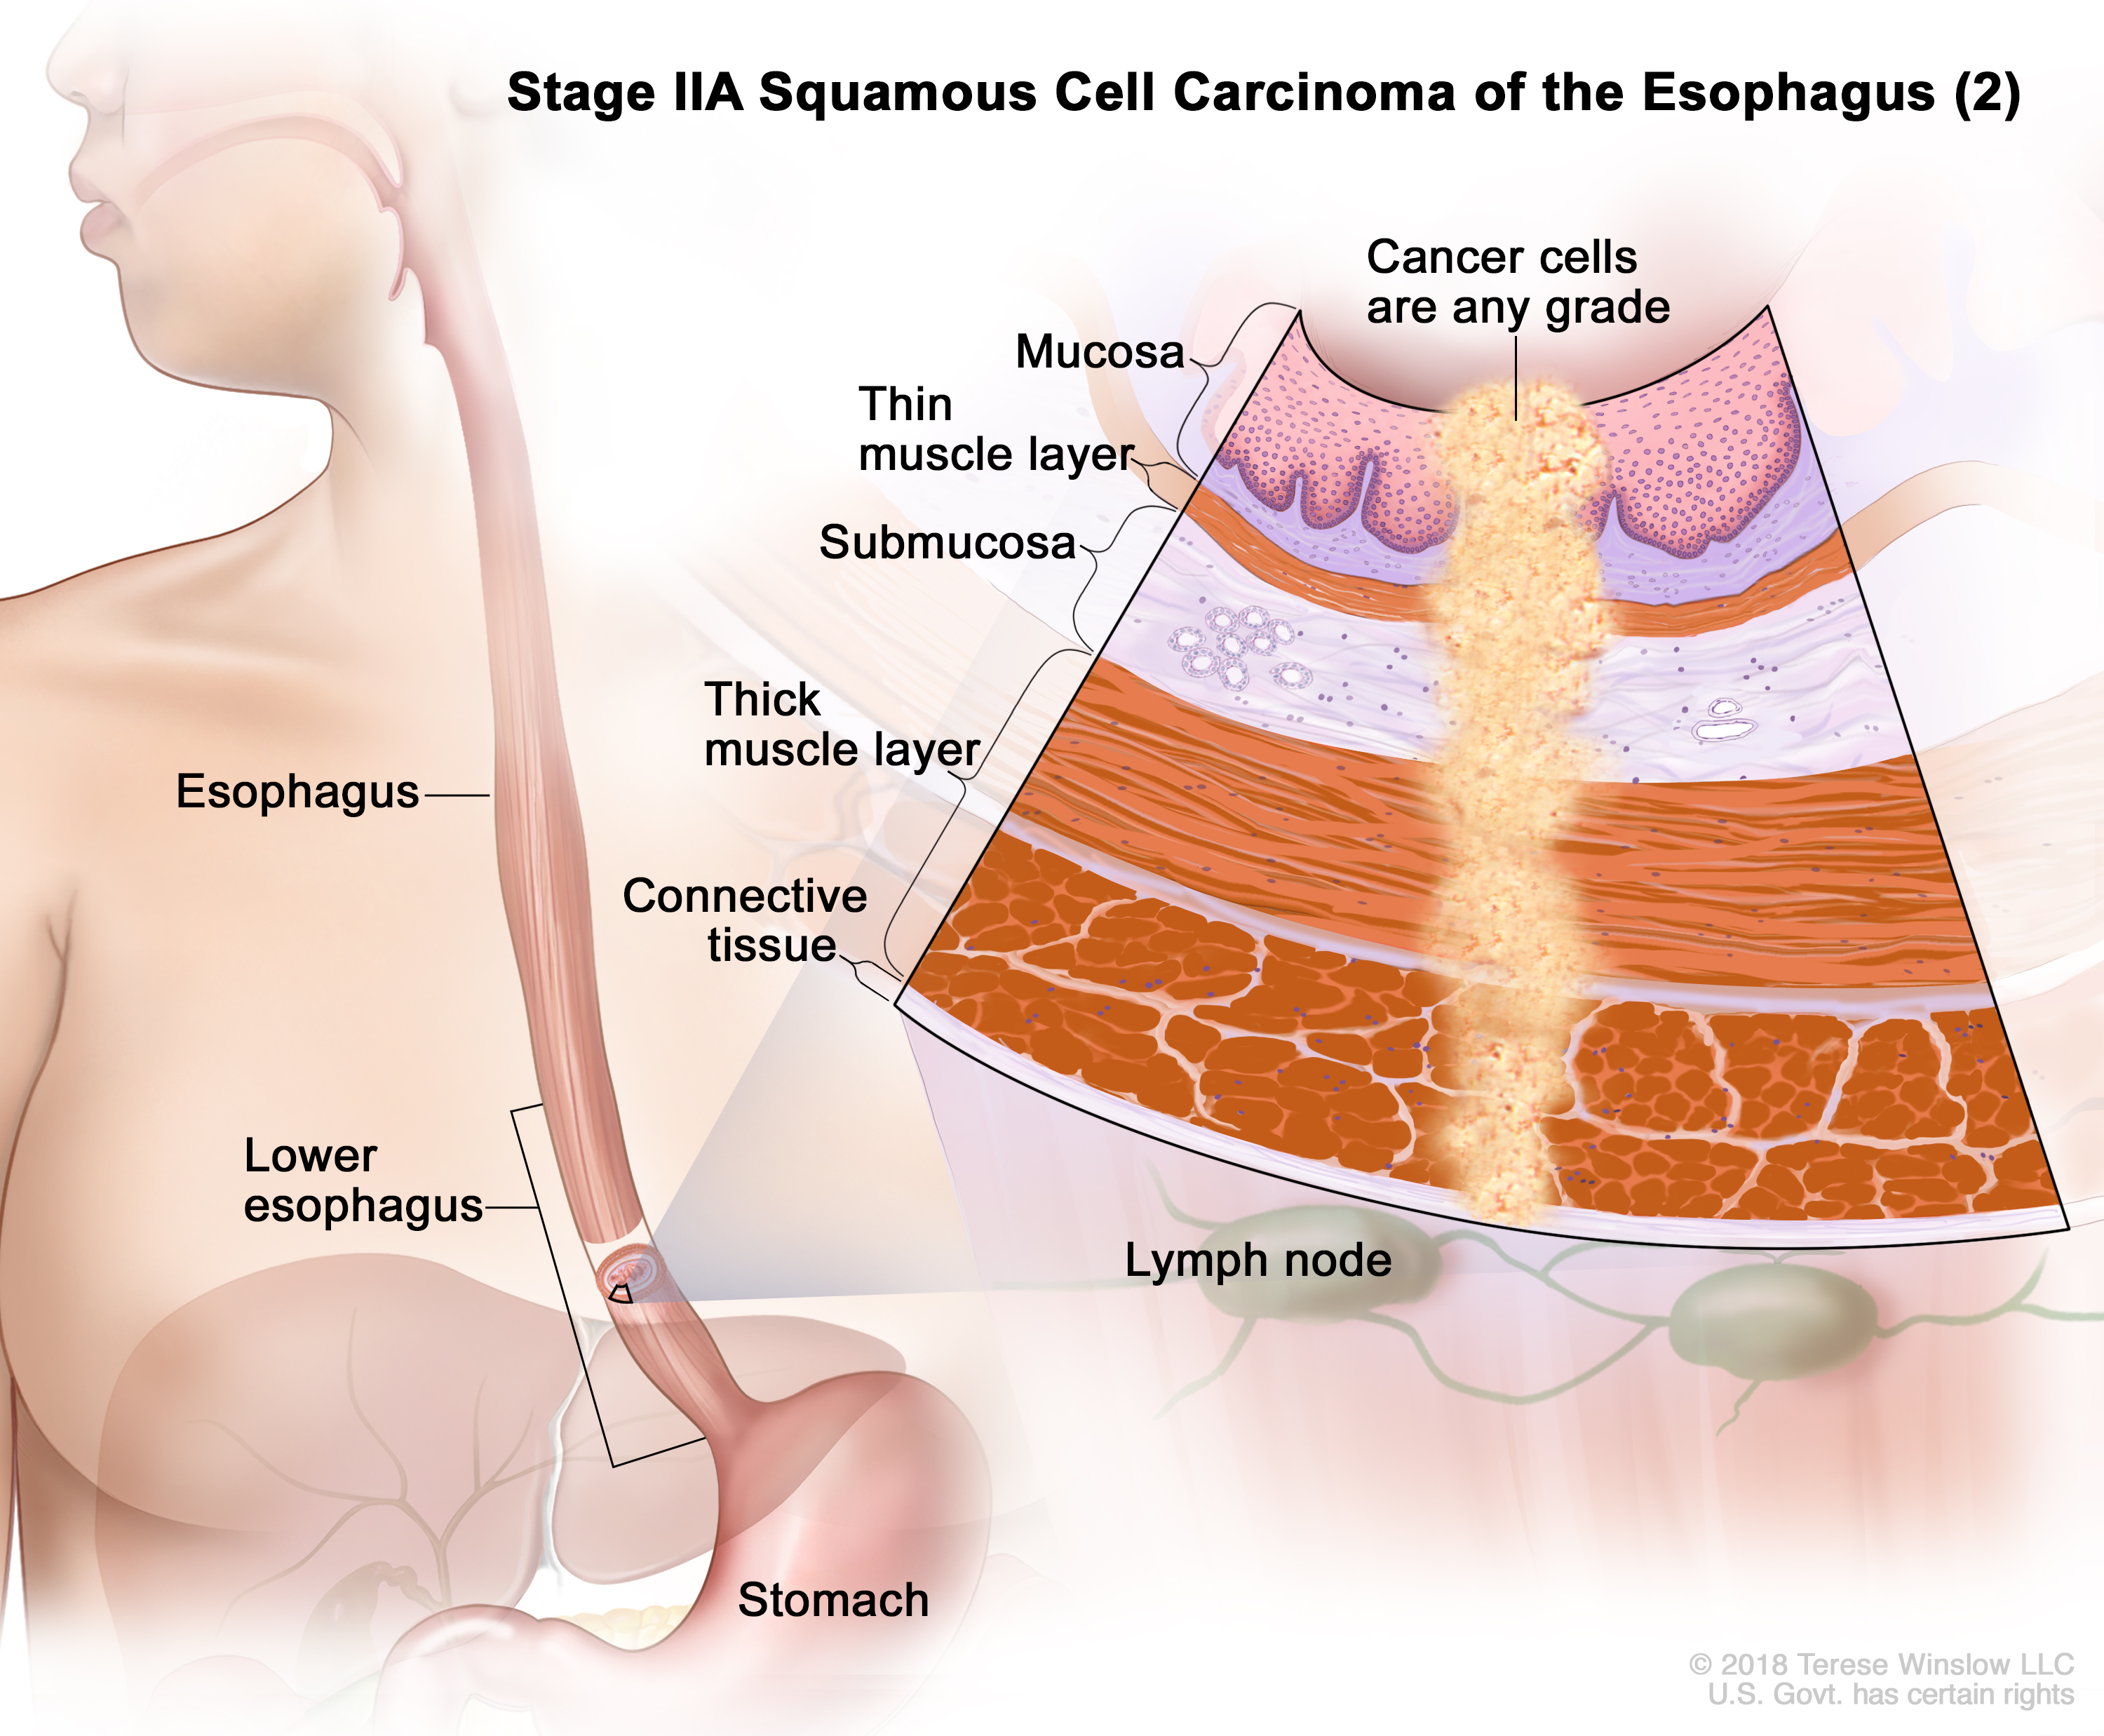 Stage IIA Squamous Cell Carcinoma of the Esophagus (2)
Cancer cells
are any grade
Mucosa
Thin
muscle layer
Submucosa
Thick
muscle layer
Esophagus
Connective
tissue
Lower
esophagus
Lymph node
Stomach
© 2018 Terese Winslow LLC
U.S. Govt. has certain rights